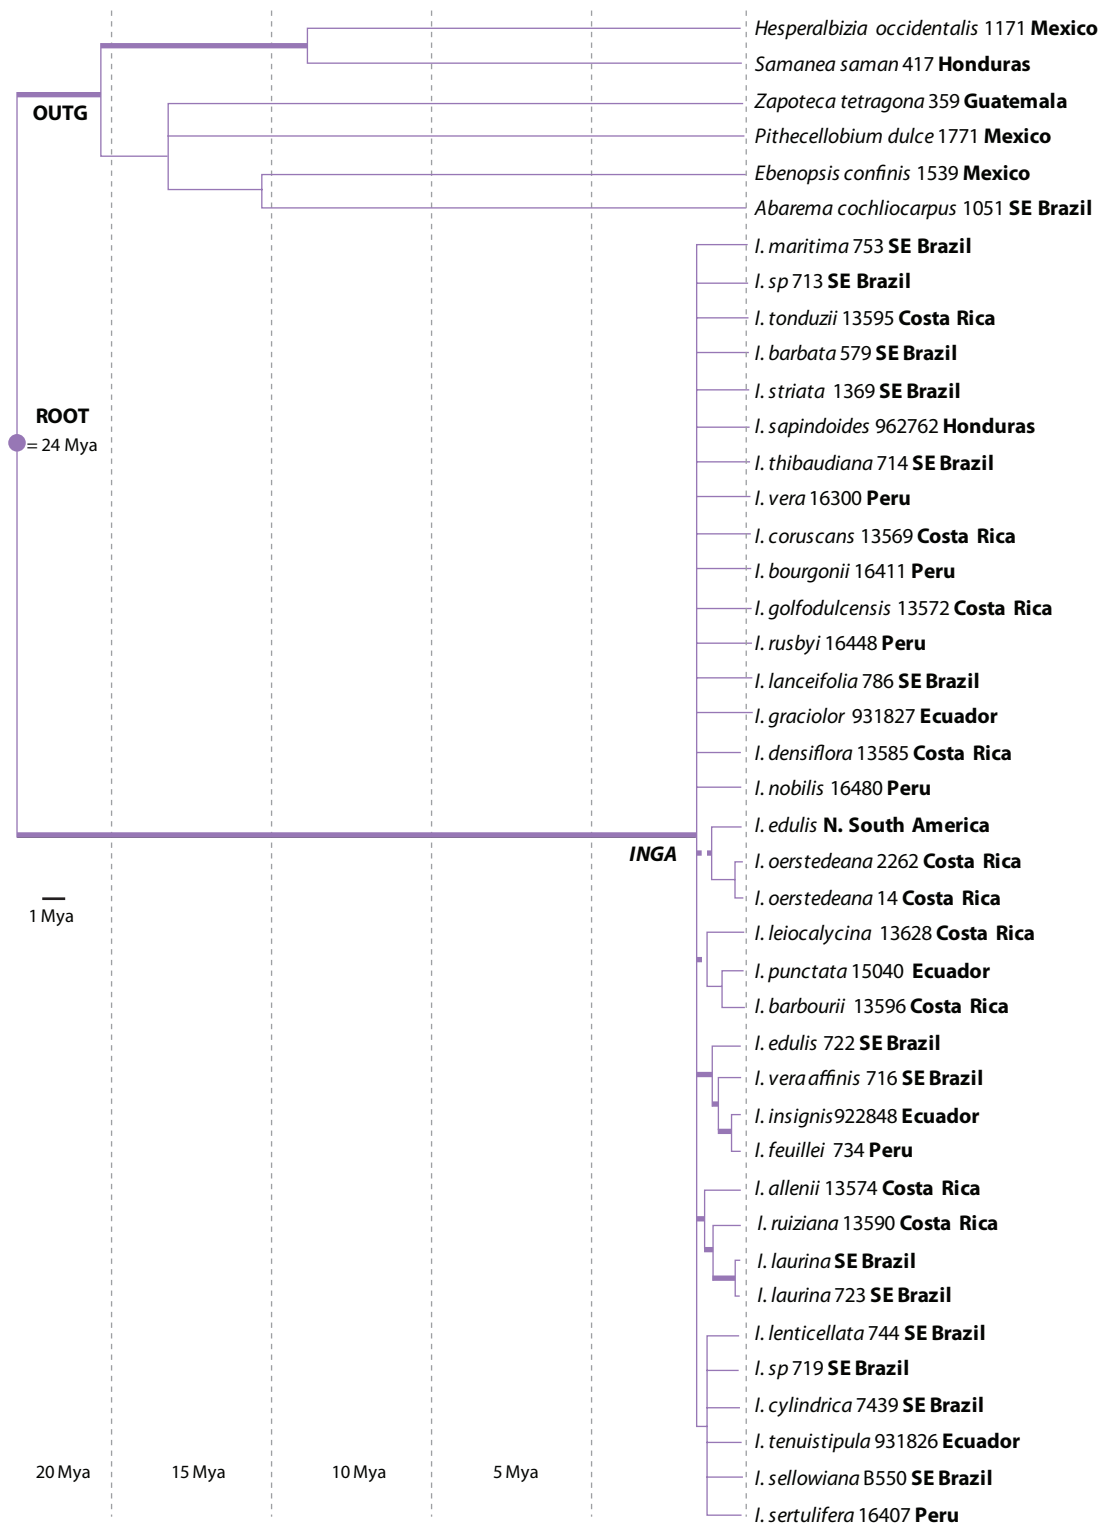 Hesperalbizia occidentalis 1171 Mexico
Samanea saman 417 Honduras
Zapoteca tetragona 359 Guatemala
OUTG
Pithecellobium dulce 1771 Mexico
Ebenopsis confinis 1539 Mexico
Abarema cochliocarpus 1051 SE Brazil
I. maritima 753 SE Brazil
I. sp 713 SE Brazil
I. tonduzii 13595 Costa Rica
I. barbata 579 SE Brazil
I. striata 1369 SE Brazil
ROOT
= 24 Mya
I. sapindoides 962762 Honduras
I. thibaudiana 714 SE Brazil
I. vera 16300 Peru
I. coruscans 13569 Costa Rica
I. bourgonii 16411 Peru
I. golfodulcensis 13572 Costa Rica
I. rusbyi 16448 Peru
I. lanceifolia 786 SE Brazil
I. graciolor 931827 Ecuador
I. densiflora 13585 Costa Rica
I. nobilis 16480 Peru
I. edulis N. South America
INGA
I. oerstedeana 2262 Costa Rica
I. oerstedeana 14 Costa Rica
1 Mya
I. leiocalycina 13628 Costa Rica
I. punctata 15040 Ecuador
I. barbourii 13596 Costa Rica
I. edulis 722 SE Brazil
I. vera affinis 716 SE Brazil
I. insignis922848 Ecuador
I. feuillei 734 Peru
I. allenii 13574 Costa Rica
I. ruiziana 13590 Costa Rica
I. laurina SE Brazil
I. laurina 723 SE Brazil
I. lenticellata 744 SE Brazil
I. sp 719 SE Brazil
I. cylindrica 7439 SE Brazil
I. tenuistipula 931826 Ecuador
20 Mya 15 Mya 10 Mya 5 Mya
I. sellowiana B550 SE Brazil
I. sertulifera 16407 Peru